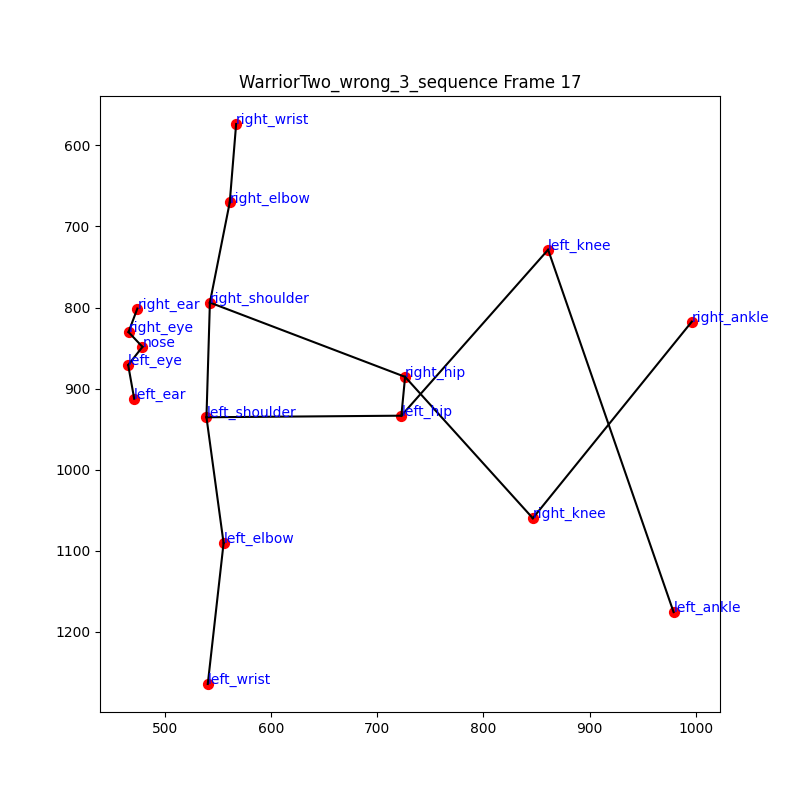 WarriorTwo_wrong_3_sequence Frame 17
right_wrist
right_elbow
left_knee
right_shoulder
right_ear
right_ankle
right_eye
nose
left_eye
right_hip
left_ear
left_shoulder
left_hip
right_knee
left_elbow
left_ankle
left_wrist
600
700
800
900
1000
1100
1200
500
600
700
800
900
1000